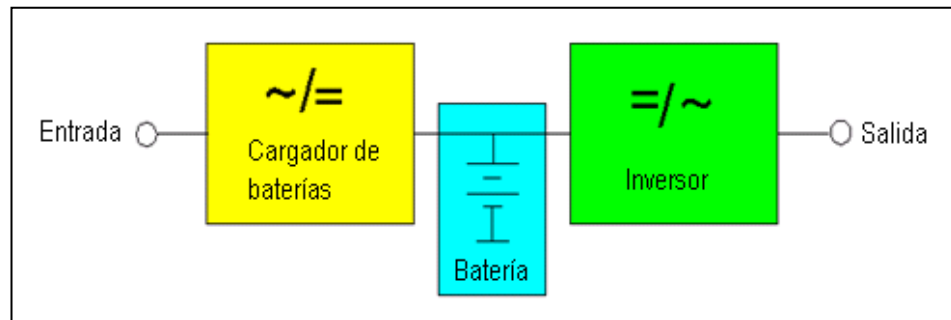 Entrada
~/=
Cargador de
baterías
Batería
=/~
Inversor
Salida